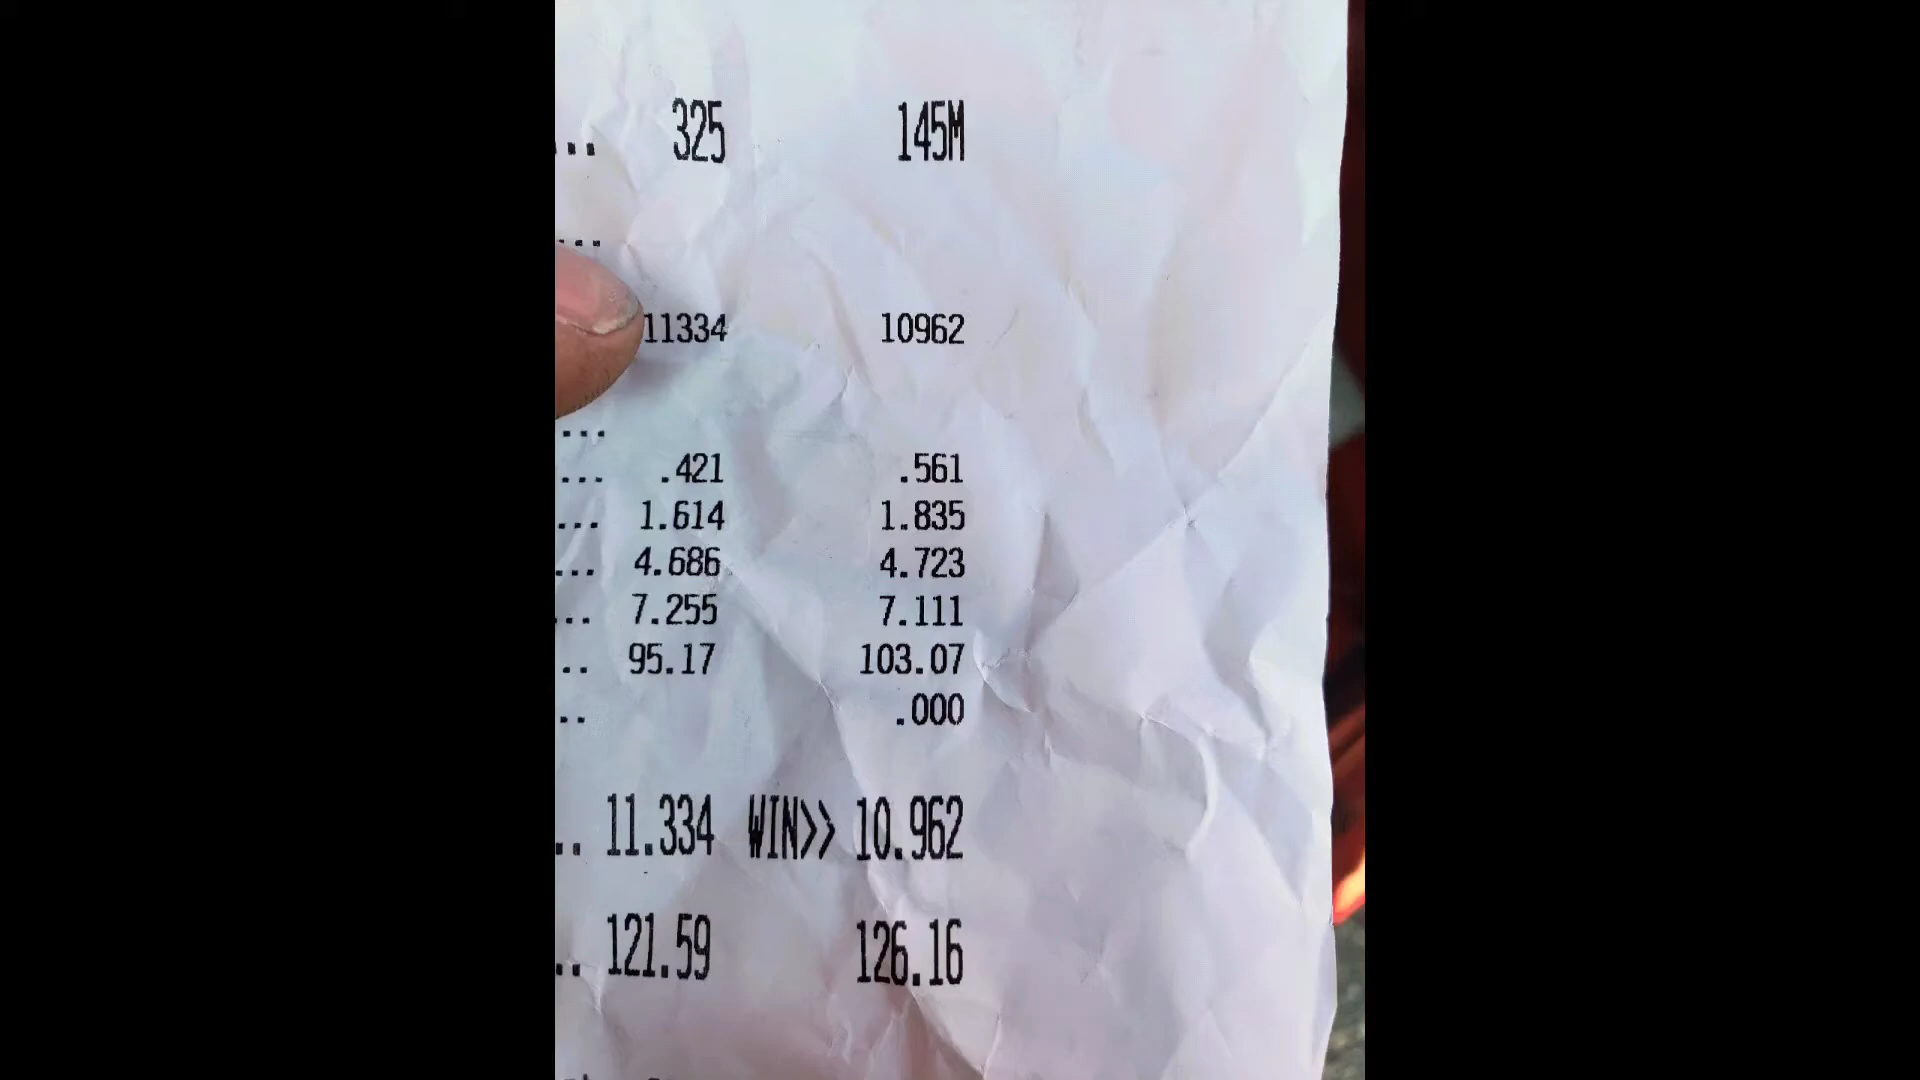 ... 325 145M
...
11334 10962
...
... .421 .561
... 1.614 1.835
... 4.686 4.723
... 7.255 7.111
.. 95.17 103.07
.. .000
.. 11.334 WIN>> 10.962
.. 121.59 126.16